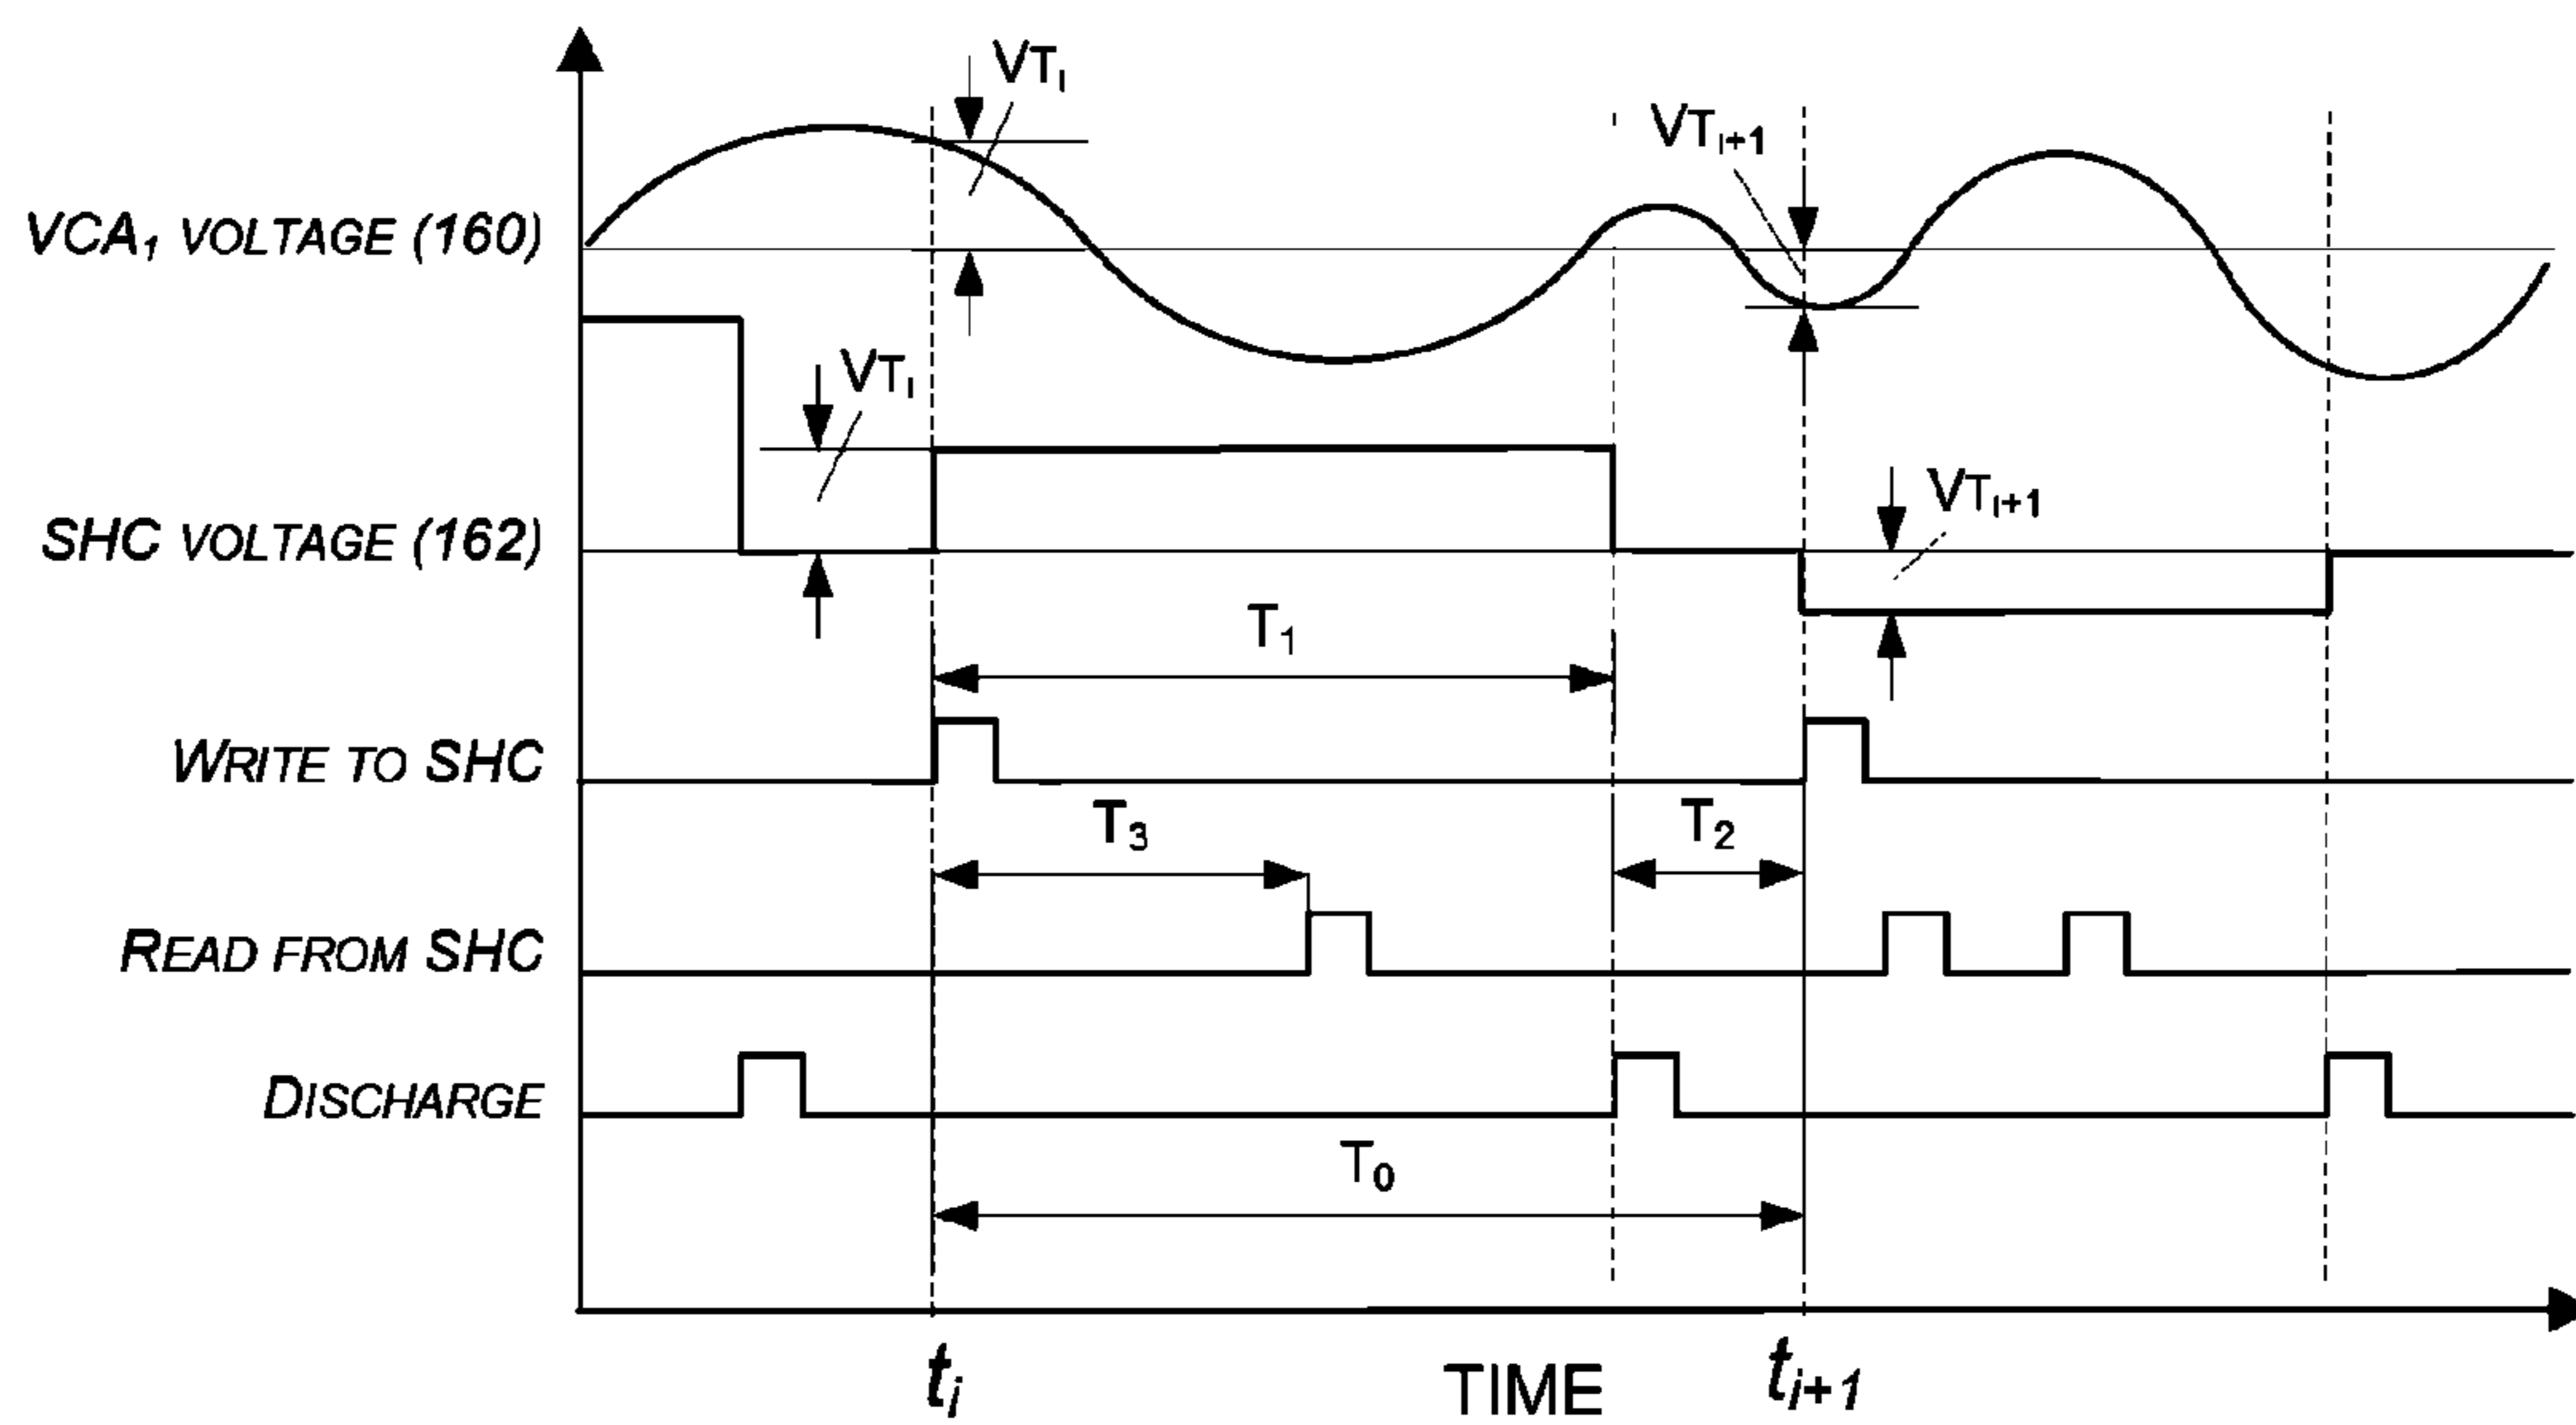 VTI
VTI+1
VCA1 VOLTAGE (160)
VTI
VTI+1
SHC VOLTAGE (162)
T1
WRITE TO SHC
T3
T2
READ FROM SHC
DISCHARGE
T0
ti
TIME
ti+1